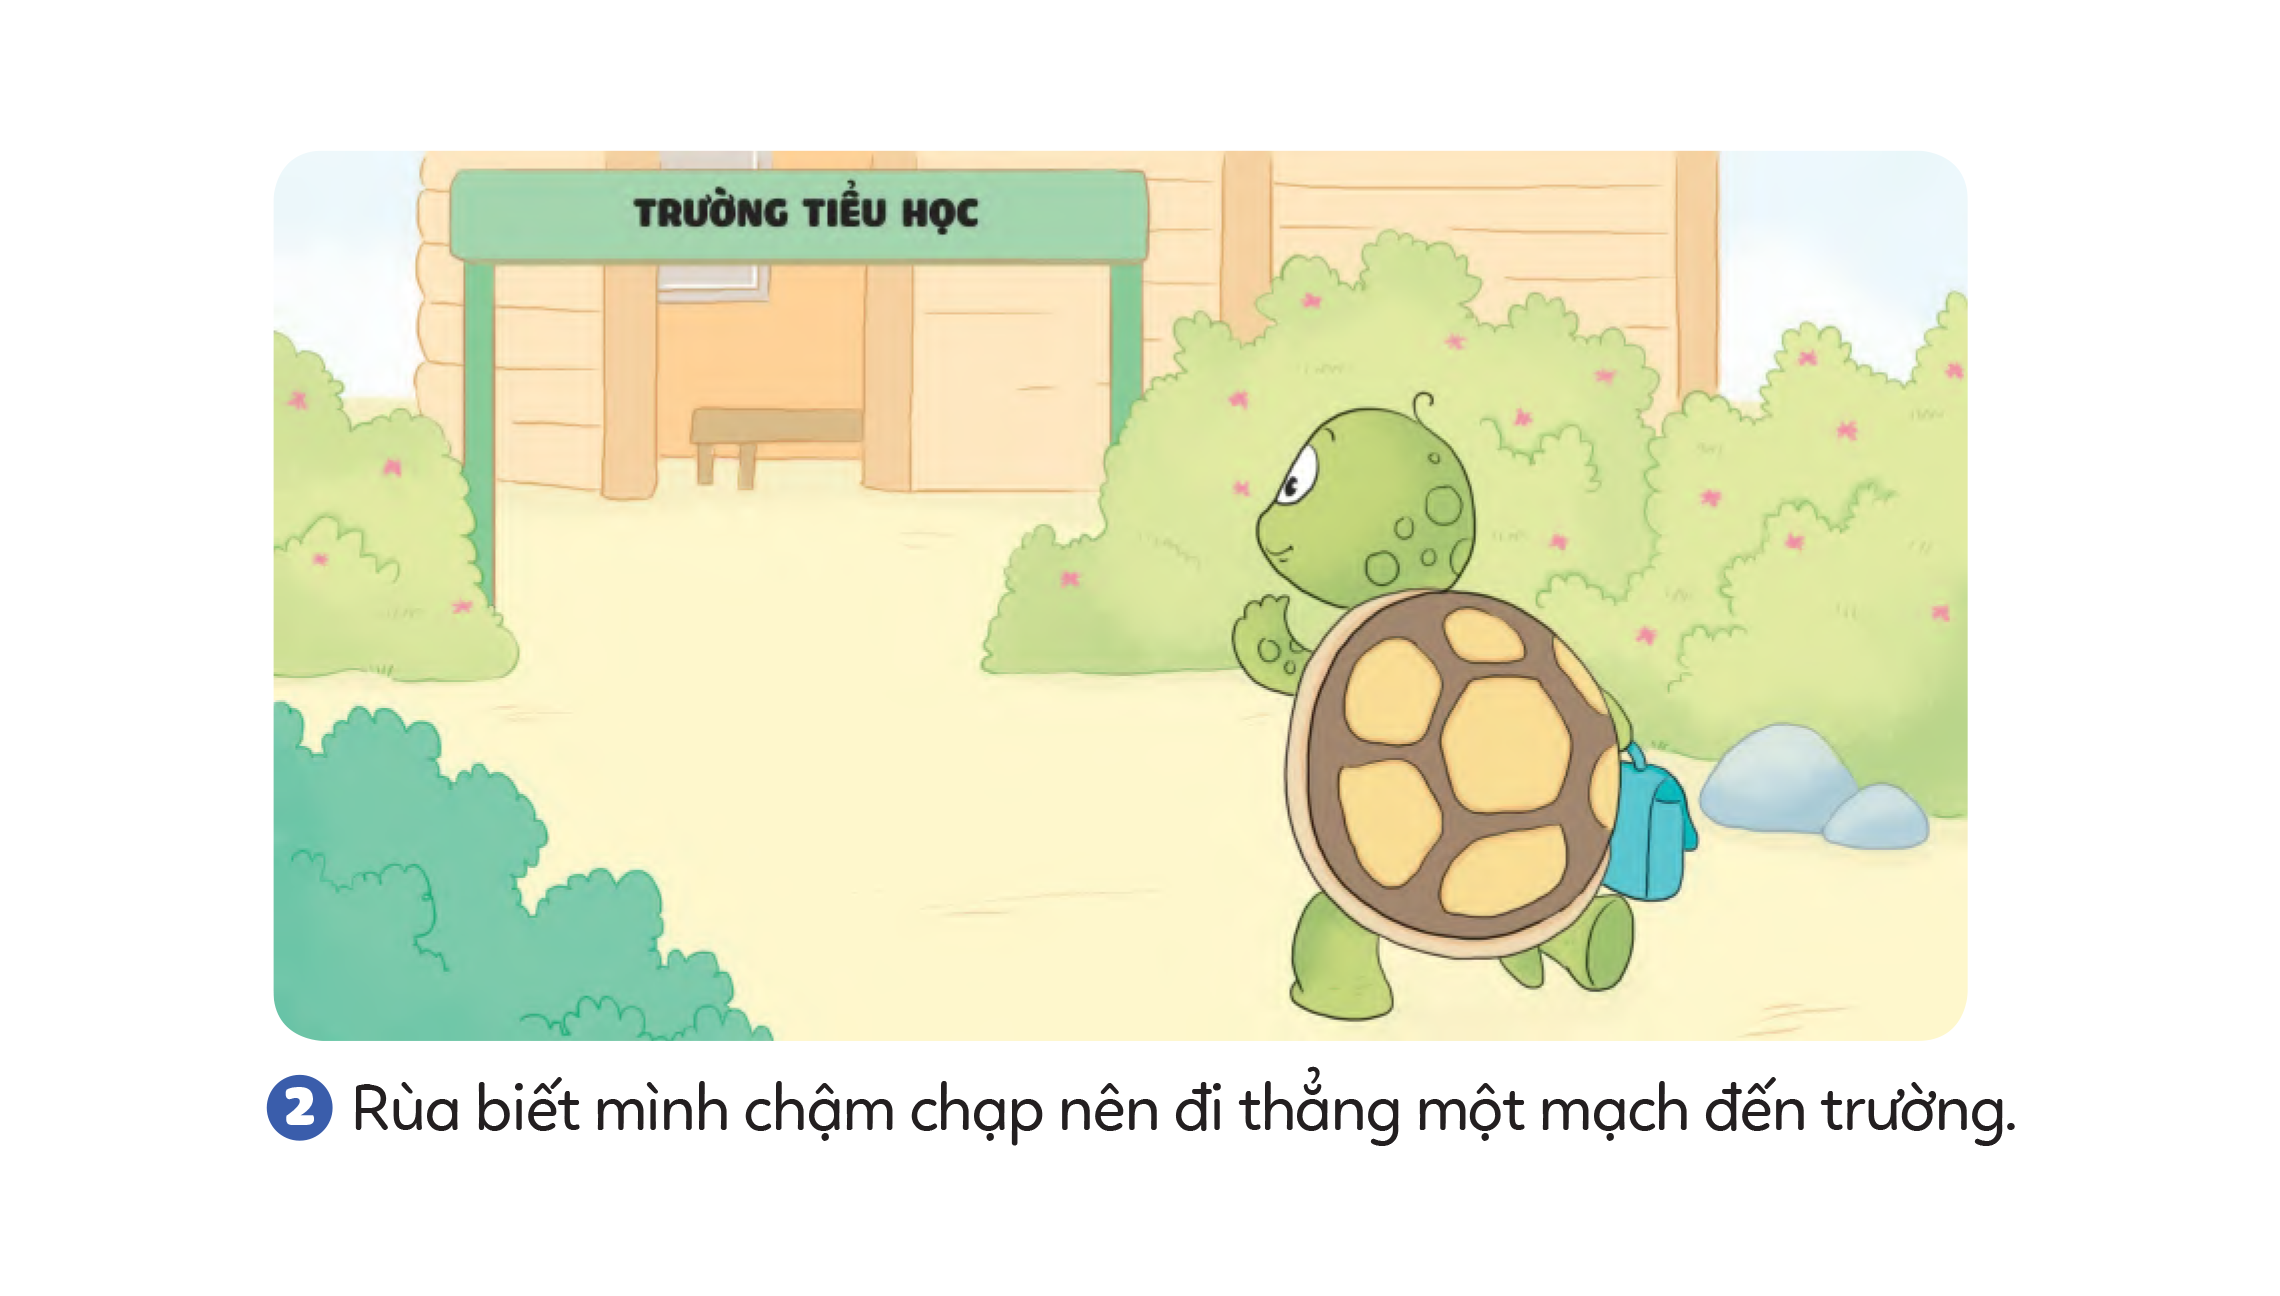 TRƯỜNG TIỂU HỌC
2 Rùa biết mình chậm chạp nên đi thẳng một mạch đến trường.